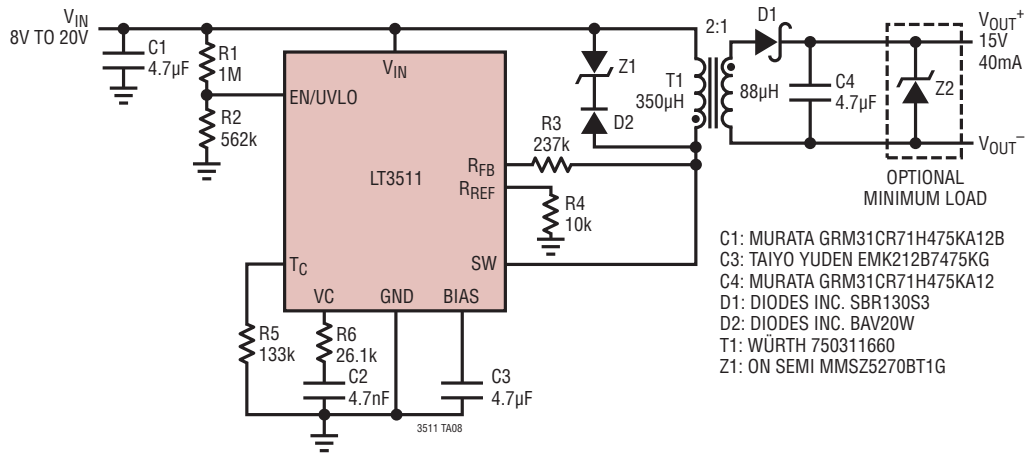 VIN
8V TO 20V
C1
4.7µF
R1
1M
R2
562k
VIN
EN/UVLO
LT3511
RFB
RREF
SW
TC
VC
GND
BIAS
R3
237k
R4
10k
R5
133k
R6
26.1k
C2
4.7nF
C3
4.7µF
3511 TA08
Z1
D2
T1
350µH
2:1
88µH
D1
C4
4.7µF
Z2
VOUT+
15V
40mA
VOUT–
OPTIONAL
MINIMUM LOAD
C1: MURATA GRM31CR71H475KA12B
C3: TAIYO YUDEN EMK212B7475KG
C4: MURATA GRM31CR71H475KA12
D1: DIODES INC. SBR130S3
D2: DIODES INC. BAV20W
T1: WÜRTH 750311660
Z1: ON SEMI MMSZ5270BT1G